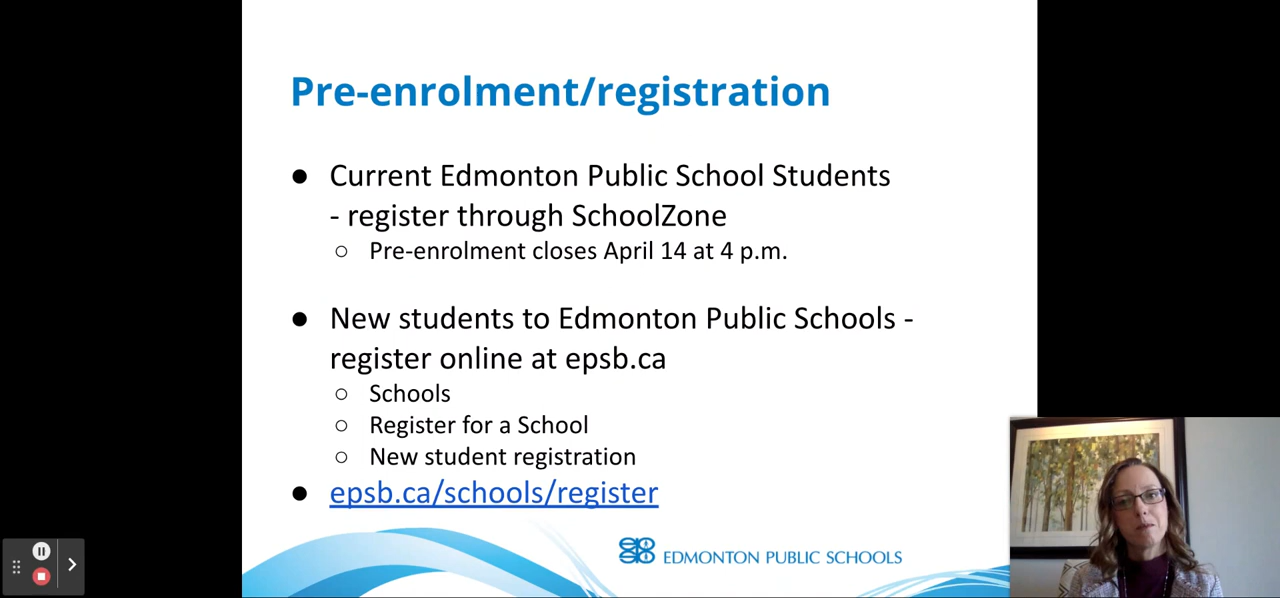 Pre-enrolment/registration
● Current Edmonton Public School Students
- register through SchoolZone
○ Pre-enrolment closes April 14 at 4 p.m.
● New students to Edmonton Public Schools -
register online at epsb.ca
○ Schools
○ Register for a School
○ New student registration
● epsb.ca/schools/register
EDMONTON PUBLIC SCHOOLS